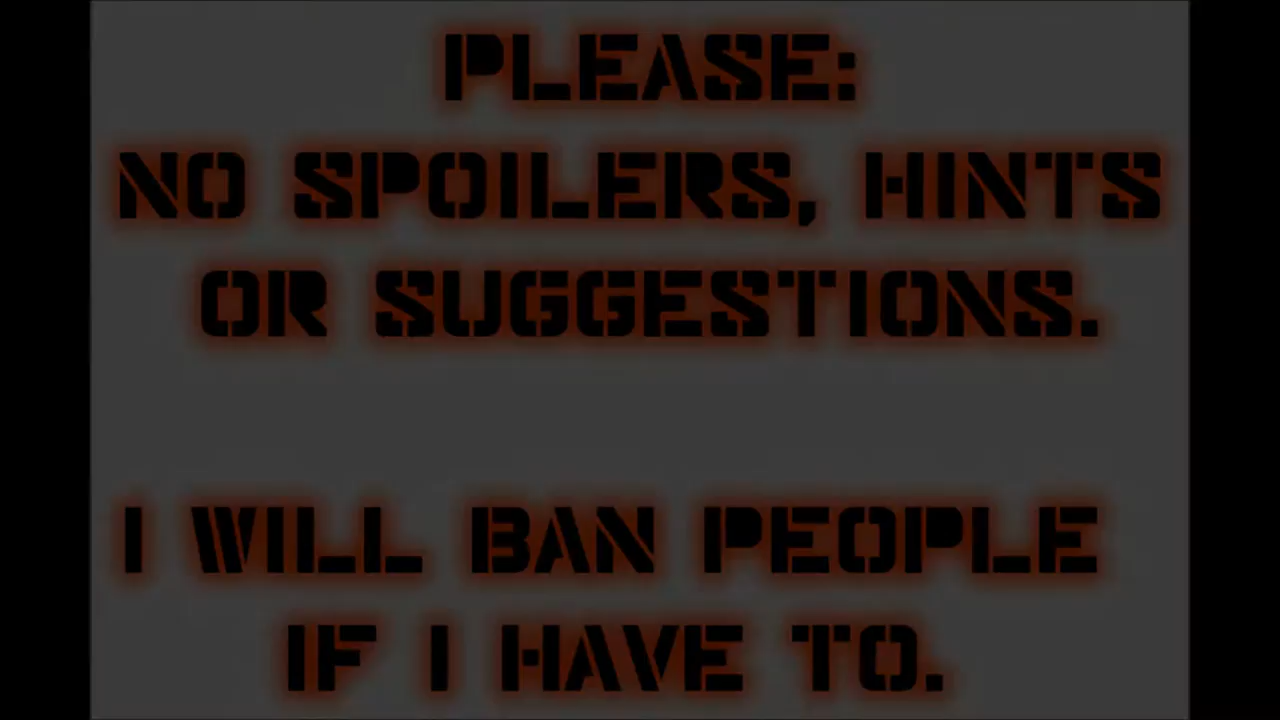 PLEASE:
NO SPOILERS, HINTS
OR SUGGESTIONS.
I WILL BAN PEOPLE
IF I HAVE TO.